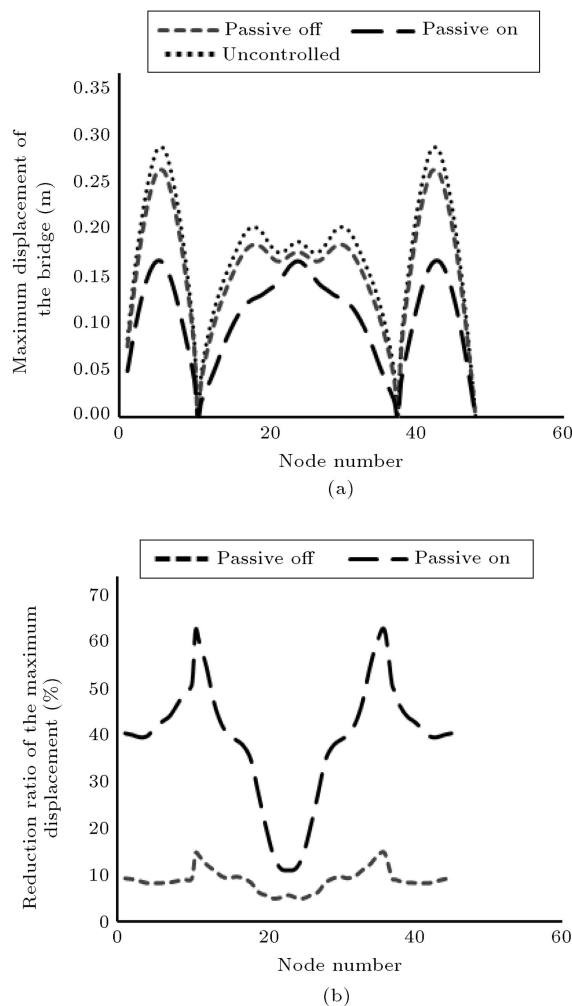 Passive off Passive on
Uncontrolled
0.35
0.30
0.25
0.20
0.15
0.10
0.05
0.00
Maximum displacement of
the bridge (m)
0 20 40 60
Node number
(a)
Passive off Passive on
70
60
50
40
30
20
10
0
Reduction ratio of the maximum
displacement (%)
0 20 40 60
Node number
(b)